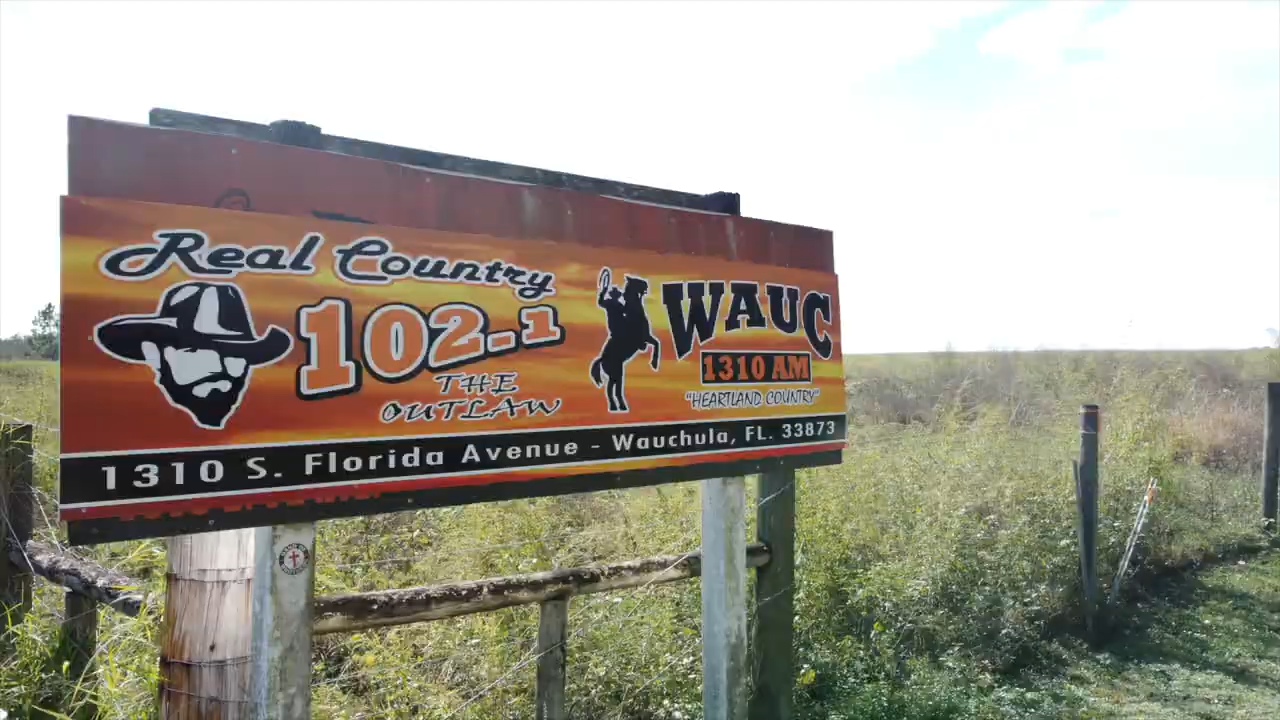 Real Country
102.1
THE
OUTLAW
WAUC
1310 AM
"HEARTLAND COUNTRY"
1310 S. Florida Avenue - Wauchula, FL. 33873